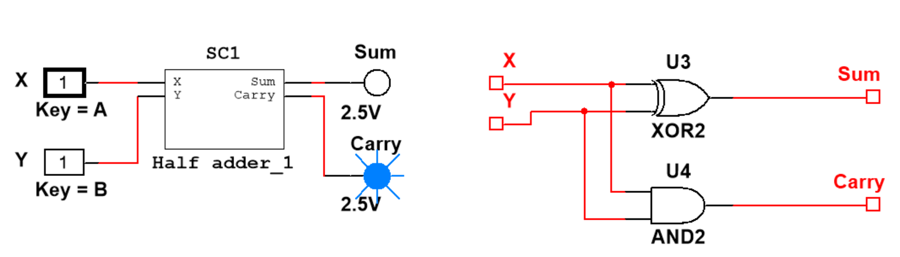 SC1
Sum
X
1
X
Sum
Y
Carry
Key = A
2.5V
Carry
Y
1
Half adder_1
Key = B
2.5V
U3
X
Sum
Y
XOR2
U4
Carry
AND2